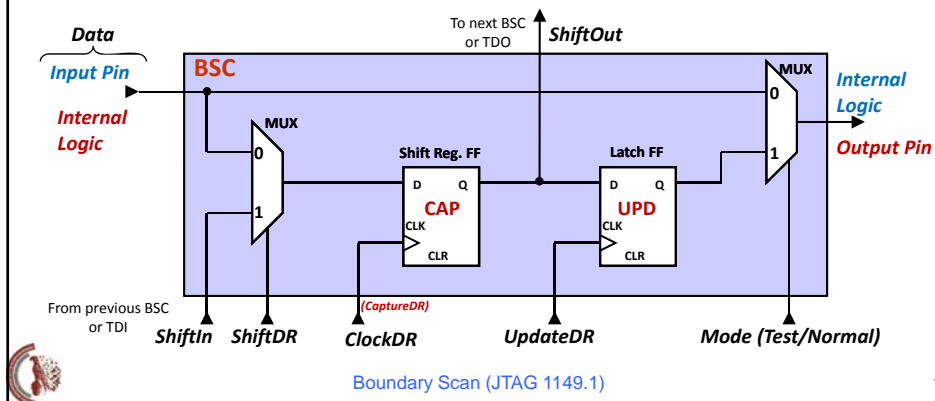 Data
Input Pin
Internal
Logic
BSC
To next BSC
or TDO
ShiftOut
MUX
0
1
MUX
0
1
Internal
Logic
Output Pin
Shift Reg. FF
D Q
CAP
CLK
CLR
Latch FF
D Q
UPD
CLK
CLR
From previous BSC
or TDI
ShiftIn
ShiftDR
(CaptureDR)
ClockDR
UpdateDR
Mode (Test/Normal)
Boundary Scan (JTAG 1149.1)